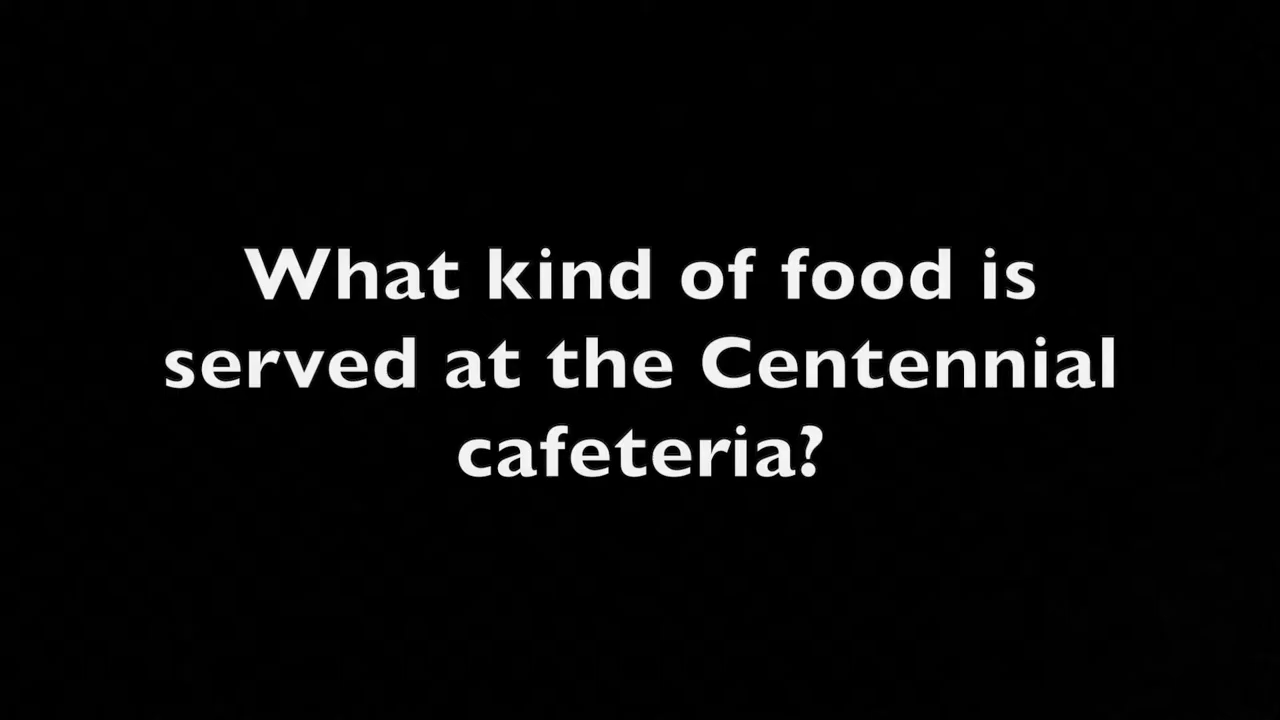 What kind of food is
served at the Centennial
cafeteria?